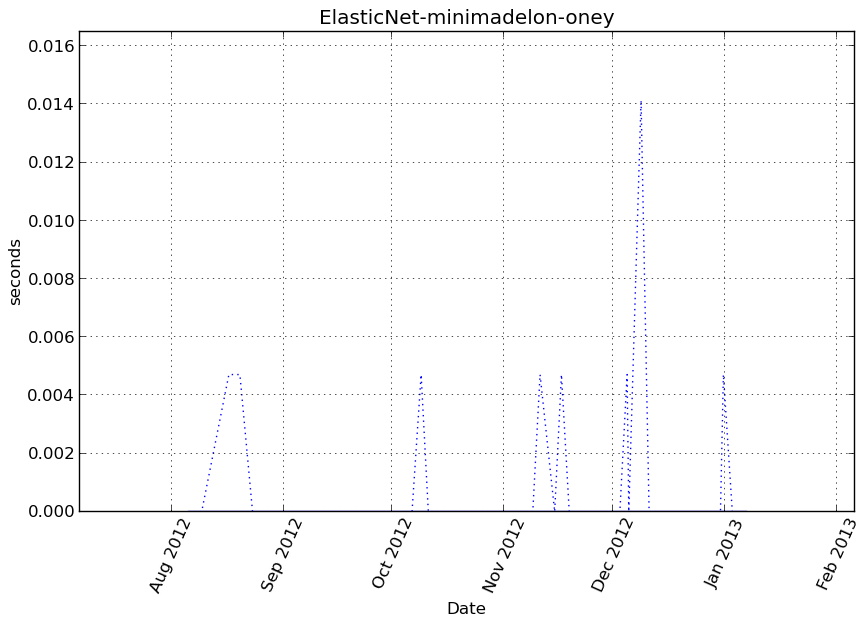 ElasticNet-minimadelon-oney
0.016
0.014
0.012
0.010
0.008
0.006
0.004
0.002
0.000
seconds
Aug 2012
Sep 2012
Oct 2012
Nov 2012
Dec 2012
Jan 2013
Feb 2013
Date